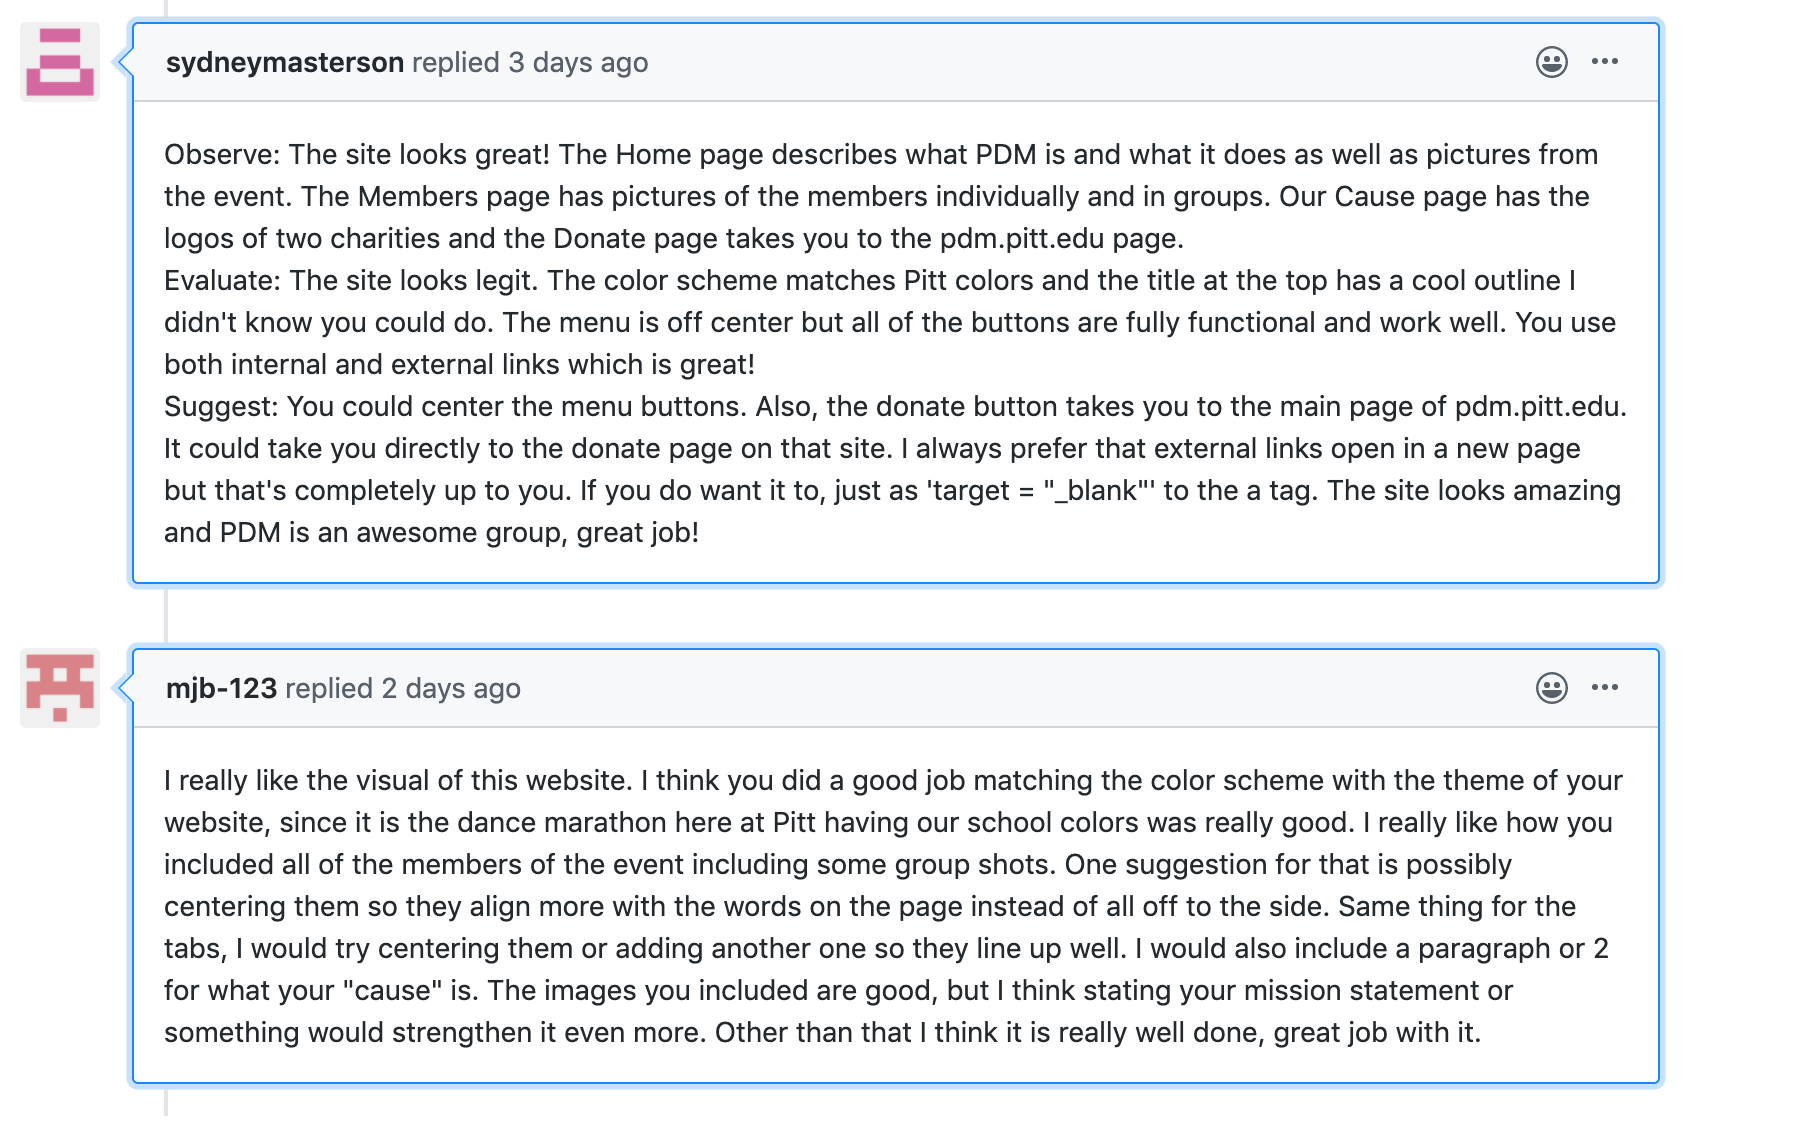 sydneymasterson replied 3 days ago
Observe: The site looks great! The Home page describes what PDM is and what it does as well as pictures from
the event. The Members page has pictures of the members individually and in groups. Our Cause page has the
logos of two charities and the Donate page takes you to the pdm.pitt.edu page.
Evaluate: The site looks legit. The color scheme matches Pitt colors and the title at the top has a cool outline I
didn't know you could do. The menu is off center but all of the buttons are fully functional and work well. You use
both internal and external links which is great!
Suggest: You could center the menu buttons. Also, the donate button takes you to the main page of pdm.pitt.edu.
It could take you directly to the donate page on that site. I always prefer that external links open in a new page
but that's completely up to you. If you do want it to, just as 'target = "_blank"' to the a tag. The site looks amazing
and PDM is an awesome group, great job!
mjb-123 replied 2 days ago
I really like the visual of this website. I think you did a good job matching the color scheme with the theme of your
website, since it is the dance marathon here at Pitt having our school colors was really good. I really like how you
included all of the members of the event including some group shots. One suggestion for that is possibly
centering them so they align more with the words on the page instead of all off to the side. Same thing for the
tabs, I would try centering them or adding another one so they line up well. I would also include a paragraph or 2
for what your "cause" is. The images you included are good, but I think stating your mission statement or
something would strengthen it even more. Other than that I think it is really well done, great job with it.